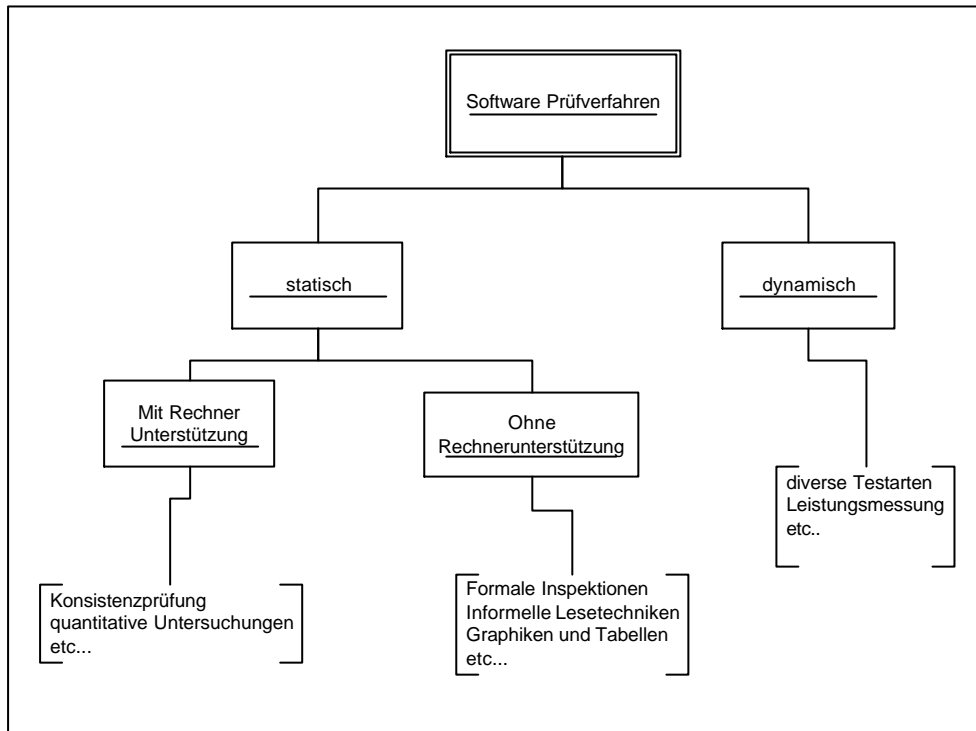 Software Prüfverfahren
statisch
dynamisch
Mit Rechner
Unterstützung
Ohne
Rechnerunterstützung
diverse Testarten
Leistungsmessung
etc..
Konsistenzprüfung
quantitative Untersuchungen
etc...
Formale Inspektionen
Informelle Lesetechniken
Graphiken und Tabellen
etc...